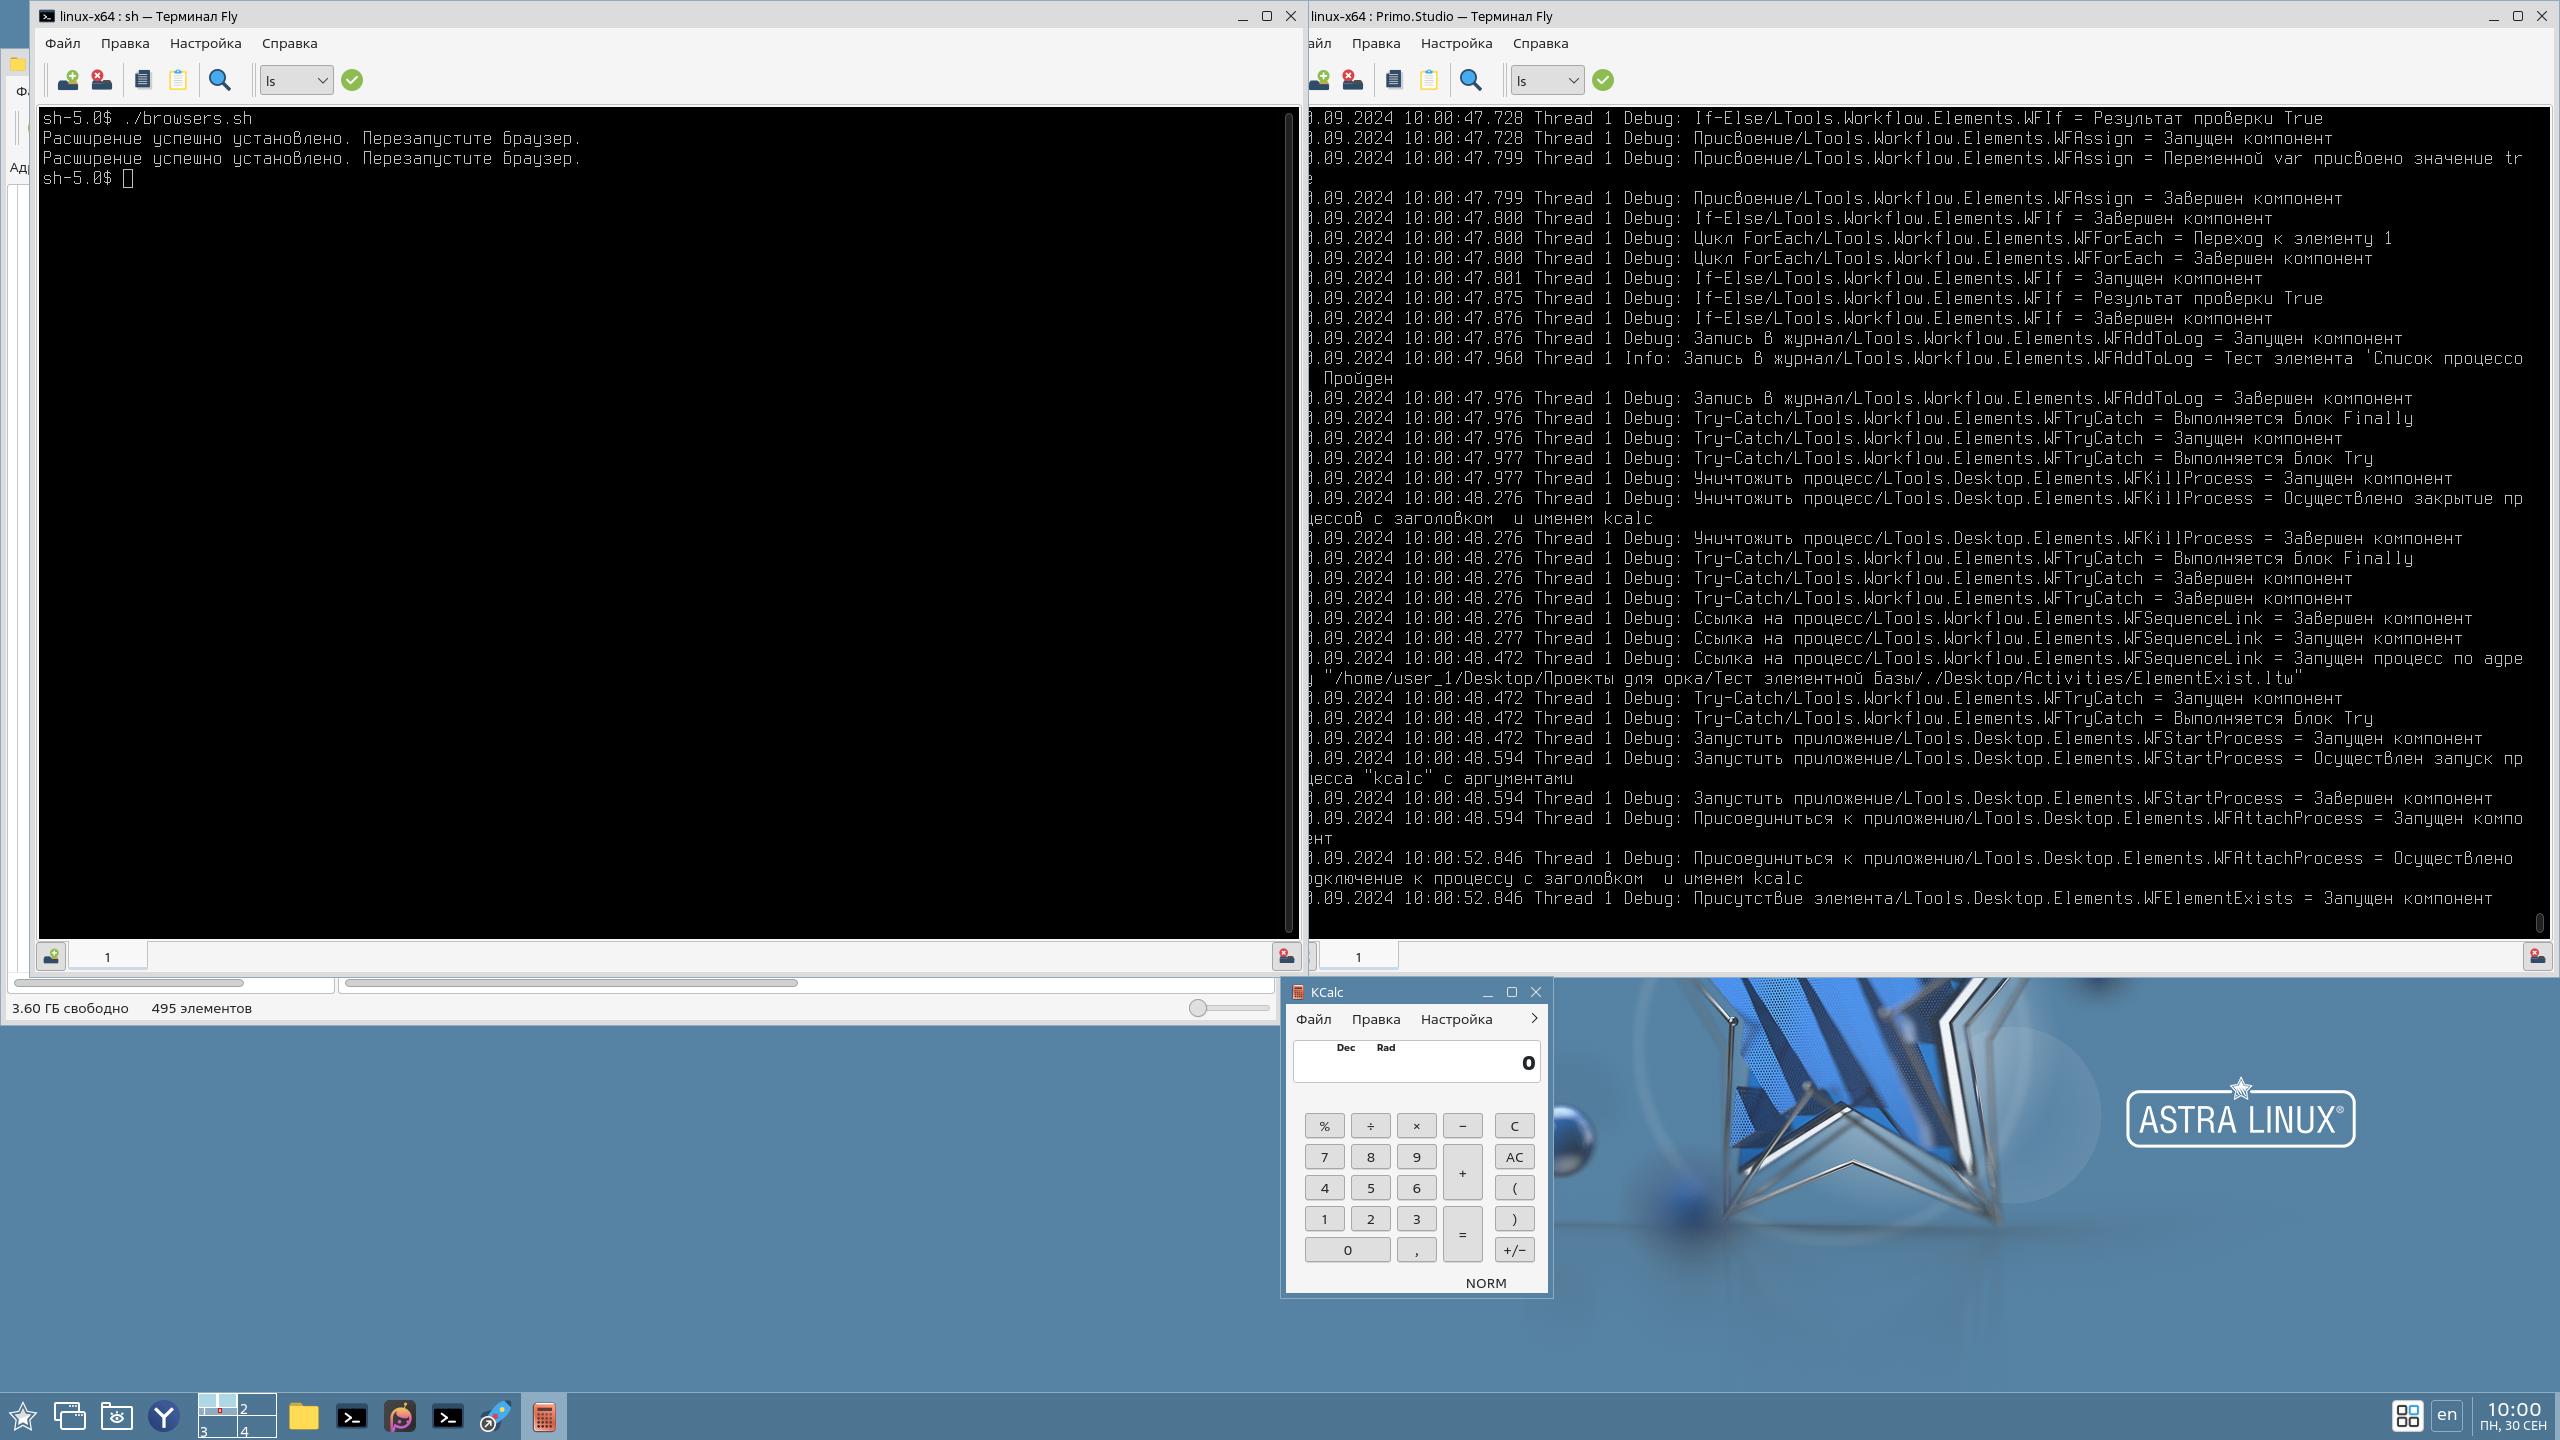 linux-x64 : sh — Терминал Fly
Файл Правка Настройка Справка
ls
sh-5.0$ ./browsers.sh
Расширение успешно установлено. Перезапустите браузер.
Расширение успешно установлено. Перезапустите браузер.
sh-5.0$
1
3.60 ГБ свободно 495 элементов
linux-x64 : Primo.Studio — Терминал Fly
айл Правка Настройка Справка
ls
.09.2024 10:00:47.728 Thread 1 Debug: If-Else/LTools.Workflow.Elements.WFIf = Результат проверки True
.09.2024 10:00:47.728 Thread 1 Debug: Присвоение/LTools.Workflow.Elements.WFAssign = Запущен компонент
.09.2024 10:00:47.799 Thread 1 Debug: Присвоение/LTools.Workflow.Elements.WFAssign = Переменной var присвоено значение tr
e
.09.2024 10:00:47.799 Thread 1 Debug: Присвоение/LTools.Workflow.Elements.WFAssign = Завершен компонент
.09.2024 10:00:47.800 Thread 1 Debug: If-Else/LTools.Workflow.Elements.WFIf = Завершен компонент
.09.2024 10:00:47.800 Thread 1 Debug: Цикл ForEach/LTools.Workflow.Elements.WFForEach = Переход к элементу 1
.09.2024 10:00:47.800 Thread 1 Debug: Цикл ForEach/LTools.Workflow.Elements.WFForEach = Завершен компонент
.09.2024 10:00:47.801 Thread 1 Debug: If-Else/LTools.Workflow.Elements.WFIf = Запущен компонент
.09.2024 10:00:47.875 Thread 1 Debug: If-Else/LTools.Workflow.Elements.WFIf = Результат проверки True
.09.2024 10:00:47.876 Thread 1 Debug: If-Else/LTools.Workflow.Elements.WFIf = Завершен компонент
.09.2024 10:00:47.876 Thread 1 Debug: Запись в журнал/LTools.Workflow.Elements.WFAddToLog = Запущен компонент
.09.2024 10:00:47.960 Thread 1 Info: Запись в журнал/LTools.Workflow.Elements.WFAddToLog = Тест элемента 'Список процессо
Пройден
.09.2024 10:00:47.976 Thread 1 Debug: Запись в журнал/LTools.Workflow.Elements.WFAddToLog = Завершен компонент
.09.2024 10:00:47.976 Thread 1 Debug: Try-Catch/LTools.Workflow.Elements.WFTryCatch = Выполняется блок Finally
.09.2024 10:00:47.976 Thread 1 Debug: Try-Catch/LTools.Workflow.Elements.WFTryCatch = Запущен компонент
.09.2024 10:00:47.977 Thread 1 Debug: Try-Catch/LTools.Workflow.Elements.WFTryCatch = Выполняется блок Try
.09.2024 10:00:47.977 Thread 1 Debug: Уничтожить процесс/LTools.Desktop.Elements.WFKillProcess = Запущен компонент
.09.2024 10:00:48.276 Thread 1 Debug: Уничтожить процесс/LTools.Desktop.Elements.WFKillProcess = Осуществлено закрытие пр
цессов с заголовком  и именем kcalc
.09.2024 10:00:48.276 Thread 1 Debug: Уничтожить процесс/LTools.Desktop.Elements.WFKillProcess = Завершен компонент
.09.2024 10:00:48.276 Thread 1 Debug: Try-Catch/LTools.Workflow.Elements.WFTryCatch = Выполняется блок Finally
.09.2024 10:00:48.276 Thread 1 Debug: Try-Catch/LTools.Workflow.Elements.WFTryCatch = Завершен компонент
.09.2024 10:00:48.276 Thread 1 Debug: Try-Catch/LTools.Workflow.Elements.WFTryCatch = Завершен компонент
.09.2024 10:00:48.276 Thread 1 Debug: Ссылка на процесс/LTools.Workflow.Elements.WFSequenceLink = Завершен компонент
.09.2024 10:00:48.277 Thread 1 Debug: Ссылка на процесс/LTools.Workflow.Elements.WFSequenceLink = Запущен компонент
.09.2024 10:00:48.472 Thread 1 Debug: Ссылка на процесс/LTools.Workflow.Elements.WFSequenceLink = Запущен процесс по адре
у "/home/user_1/Desktop/Проекты для орка/Тест элементной базы/./Desktop/Activities/ElementExist.ltw"
.09.2024 10:00:48.472 Thread 1 Debug: Try-Catch/LTools.Workflow.Elements.WFTryCatch = Запущен компонент
.09.2024 10:00:48.472 Thread 1 Debug: Try-Catch/LTools.Workflow.Elements.WFTryCatch = Выполняется блок Try
.09.2024 10:00:48.472 Thread 1 Debug: Запустить приложение/LTools.Desktop.Elements.WFStartProcess = Запущен компонент
.09.2024 10:00:48.594 Thread 1 Debug: Запустить приложение/LTools.Desktop.Elements.WFStartProcess = Осуществлен запуск пр
цесса "kcalc" с аргументами
.09.2024 10:00:48.594 Thread 1 Debug: Запустить приложение/LTools.Desktop.Elements.WFStartProcess = Завершен компонент
.09.2024 10:00:48.594 Thread 1 Debug: Присоединиться к приложению/LTools.Desktop.Elements.WFAttachProcess = Запущен компо
ент
.09.2024 10:00:52.846 Thread 1 Debug: Присоединиться к приложению/LTools.Desktop.Elements.WFAttachProcess = Осуществлено
одключение к процессу с заголовком  и именем kcalc
.09.2024 10:00:52.846 Thread 1 Debug: Присутствие элемента/LTools.Desktop.Elements.WFElementExists = Запущен компонент
1
KCalc
Файл Правка Настройка
Dec Rad
0
% ÷ × − C
7 8 9 + AC
4 5 6 (
1 2 3 = )
0 , +/−
NORM
ASTRA LINUX®
2
3 4
en
10:00
ПН, 30 СЕН